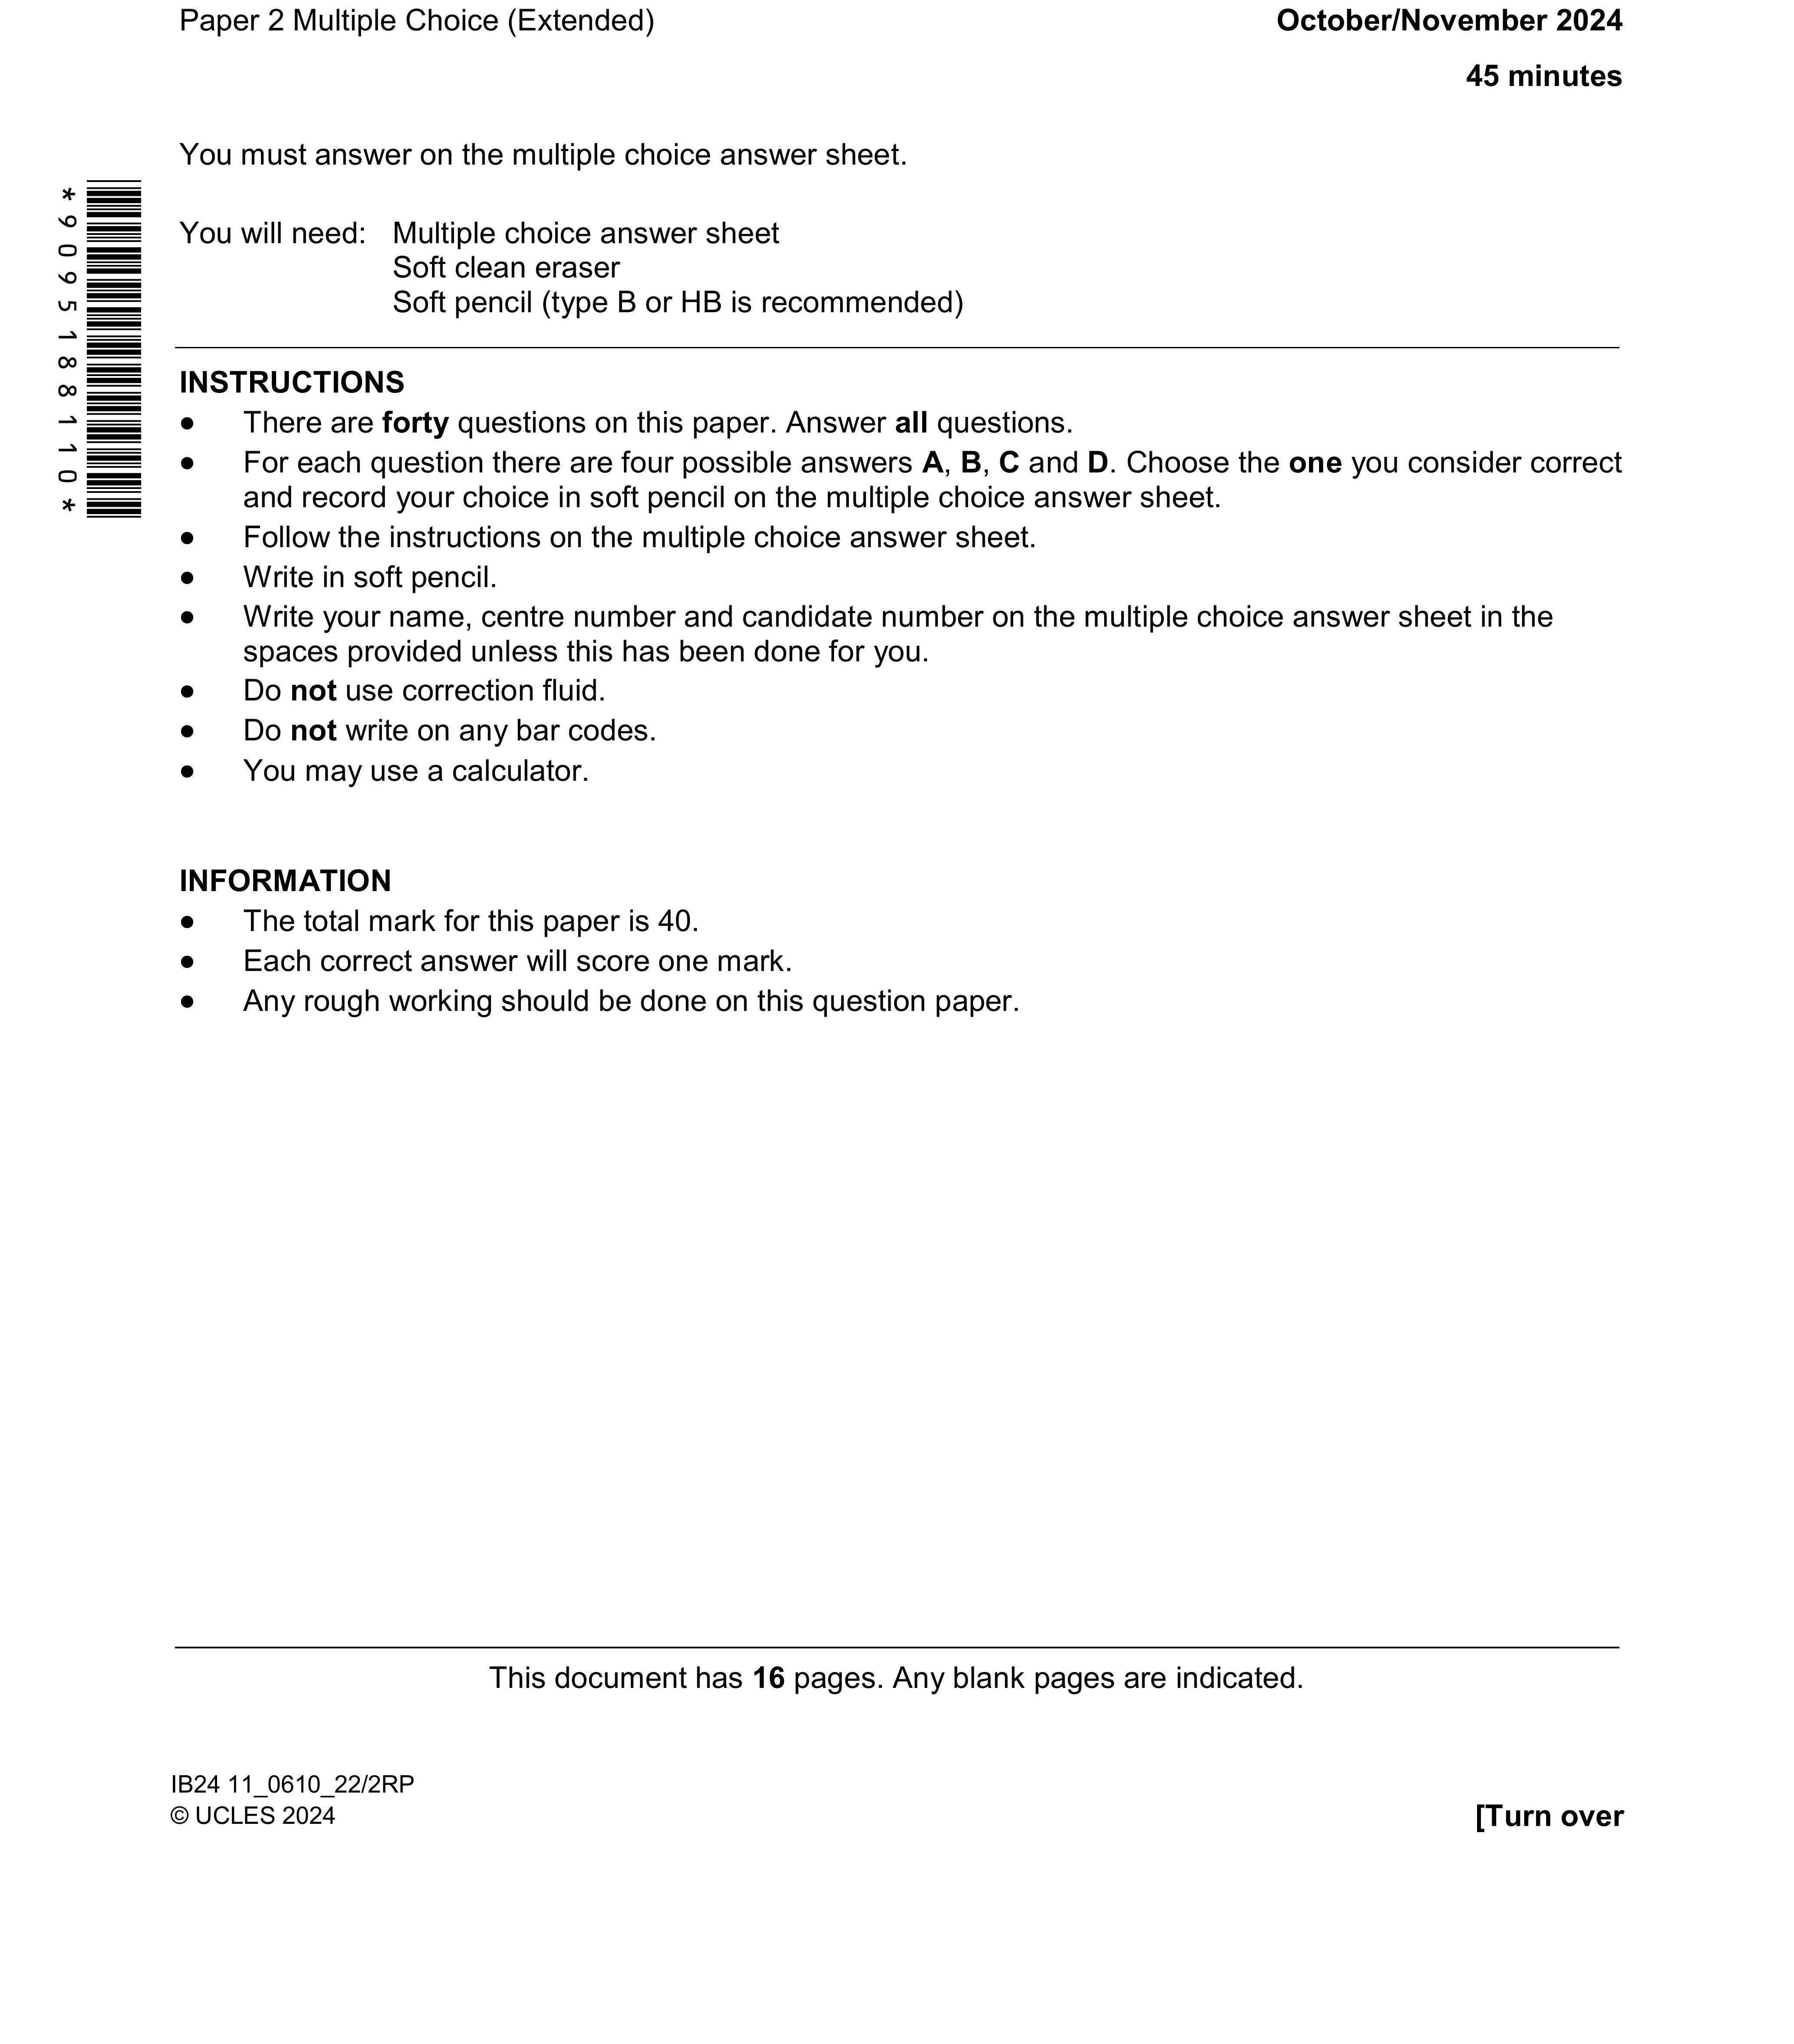 Paper 2 Multiple Choice (Extended) October/November 2024
45 minutes
You must answer on the multiple choice answer sheet.
*9095188110*
You will need: Multiple choice answer sheet
Soft clean eraser
Soft pencil (type B or HB is recommended)
INSTRUCTIONS
● There are forty questions on this paper. Answer all questions.
● For each question there are four possible answers A, B, C and D. Choose the one you consider correct
and record your choice in soft pencil on the multiple choice answer sheet.
● Follow the instructions on the multiple choice answer sheet.
● Write in soft pencil.
● Write your name, centre number and candidate number on the multiple choice answer sheet in the
spaces provided unless this has been done for you.
● Do not use correction fluid.
● Do not write on any bar codes.
● You may use a calculator.
INFORMATION
● The total mark for this paper is 40.
● Each correct answer will score one mark.
● Any rough working should be done on this question paper.
This document has 16 pages. Any blank pages are indicated.
IB24 11_0610_22/2RP
© UCLES 2024 [Turn over